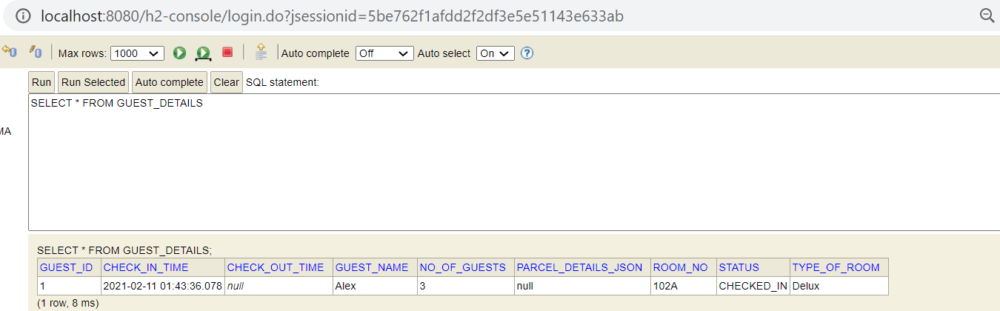 localhost:8080/h2-console/login.do?jsessionid=5be762f1afdd2f2df3e5e51143e633ab
Max rows: 1000 Auto complete Off Auto select On ?
Run Run Selected Auto complete Clear SQL statement:
SELECT * FROM GUEST_DETAILS
MA
SELECT * FROM GUEST_DETAILS;
GUEST_ID CHECK_IN_TIME CHECK_OUT_TIME GUEST_NAME NO_OF_GUESTS PARCEL_DETAILS_JSON ROOM_NO STATUS TYPE_OF_ROOM
1 2021-02-11 01:43:36.078 null Alex 3 null 102A CHECKED_IN Delux
(1 row, 8 ms)